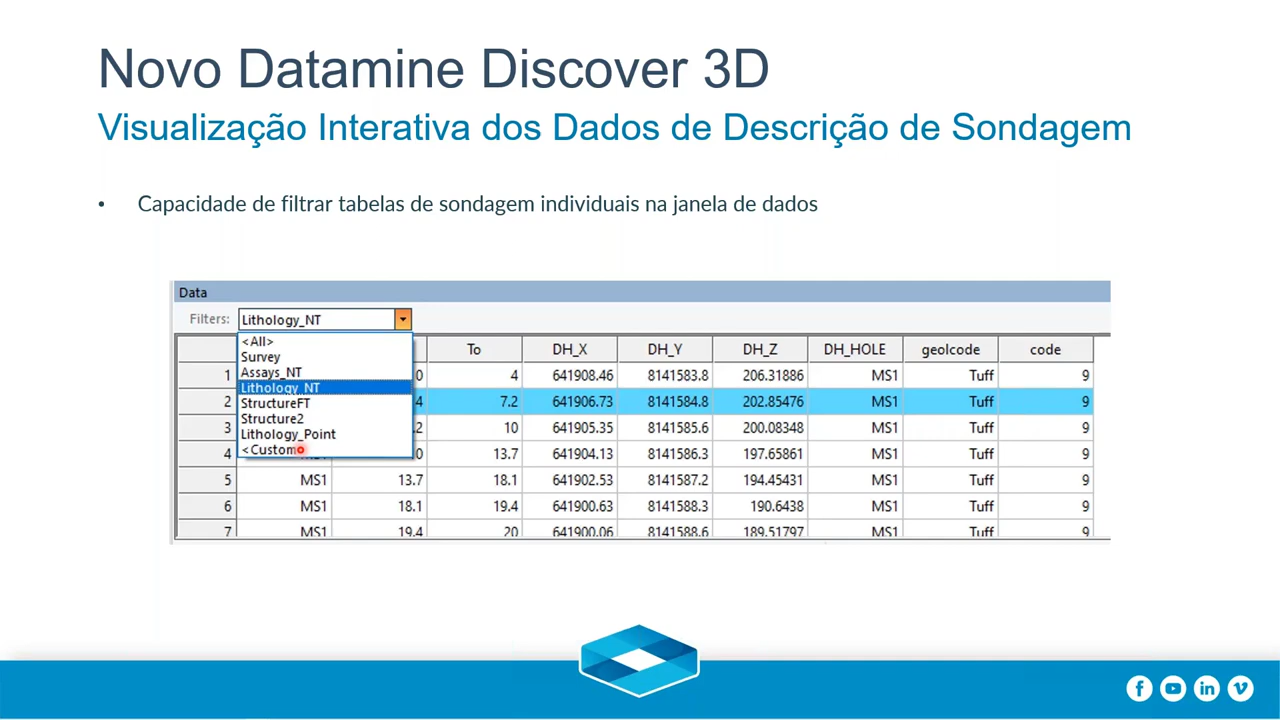 Novo Datamine Discover 3D
Visualização Interativa dos Dados de Descrição de Sondagem
• Capacidade de filtrar tabelas de sondagem individuais na janela de dados
Data
Filters: Lithology_NT
<All>
Survey
Assays_NT
Lithology_NT
StructureFT
Structure2
Lithology_Point
<Custom
To DH_X DH_Y DH_Z DH_HOLE geolcode code
1 0 4 641908.46 8141583.8 206.31886 MS1 Tuff 9
2 4 7.2 641906.73 8141584.8 202.85476 MS1 Tuff 9
3 .2 10 641905.35 8141585.6 200.08348 MS1 Tuff 9
4 0 13.7 641904.13 8141586.3 197.65861 MS1 Tuff 9
5 MS1 13.7 18.1 641902.53 8141587.2 194.45431 MS1 Tuff 9
6 MS1 18.1 19.4 641900.63 8141588.3 190.6438 MS1 Tuff 9
7 MS1 19.4 20 641900.06 8141588.6 189.51797 MS1 Tuff 9